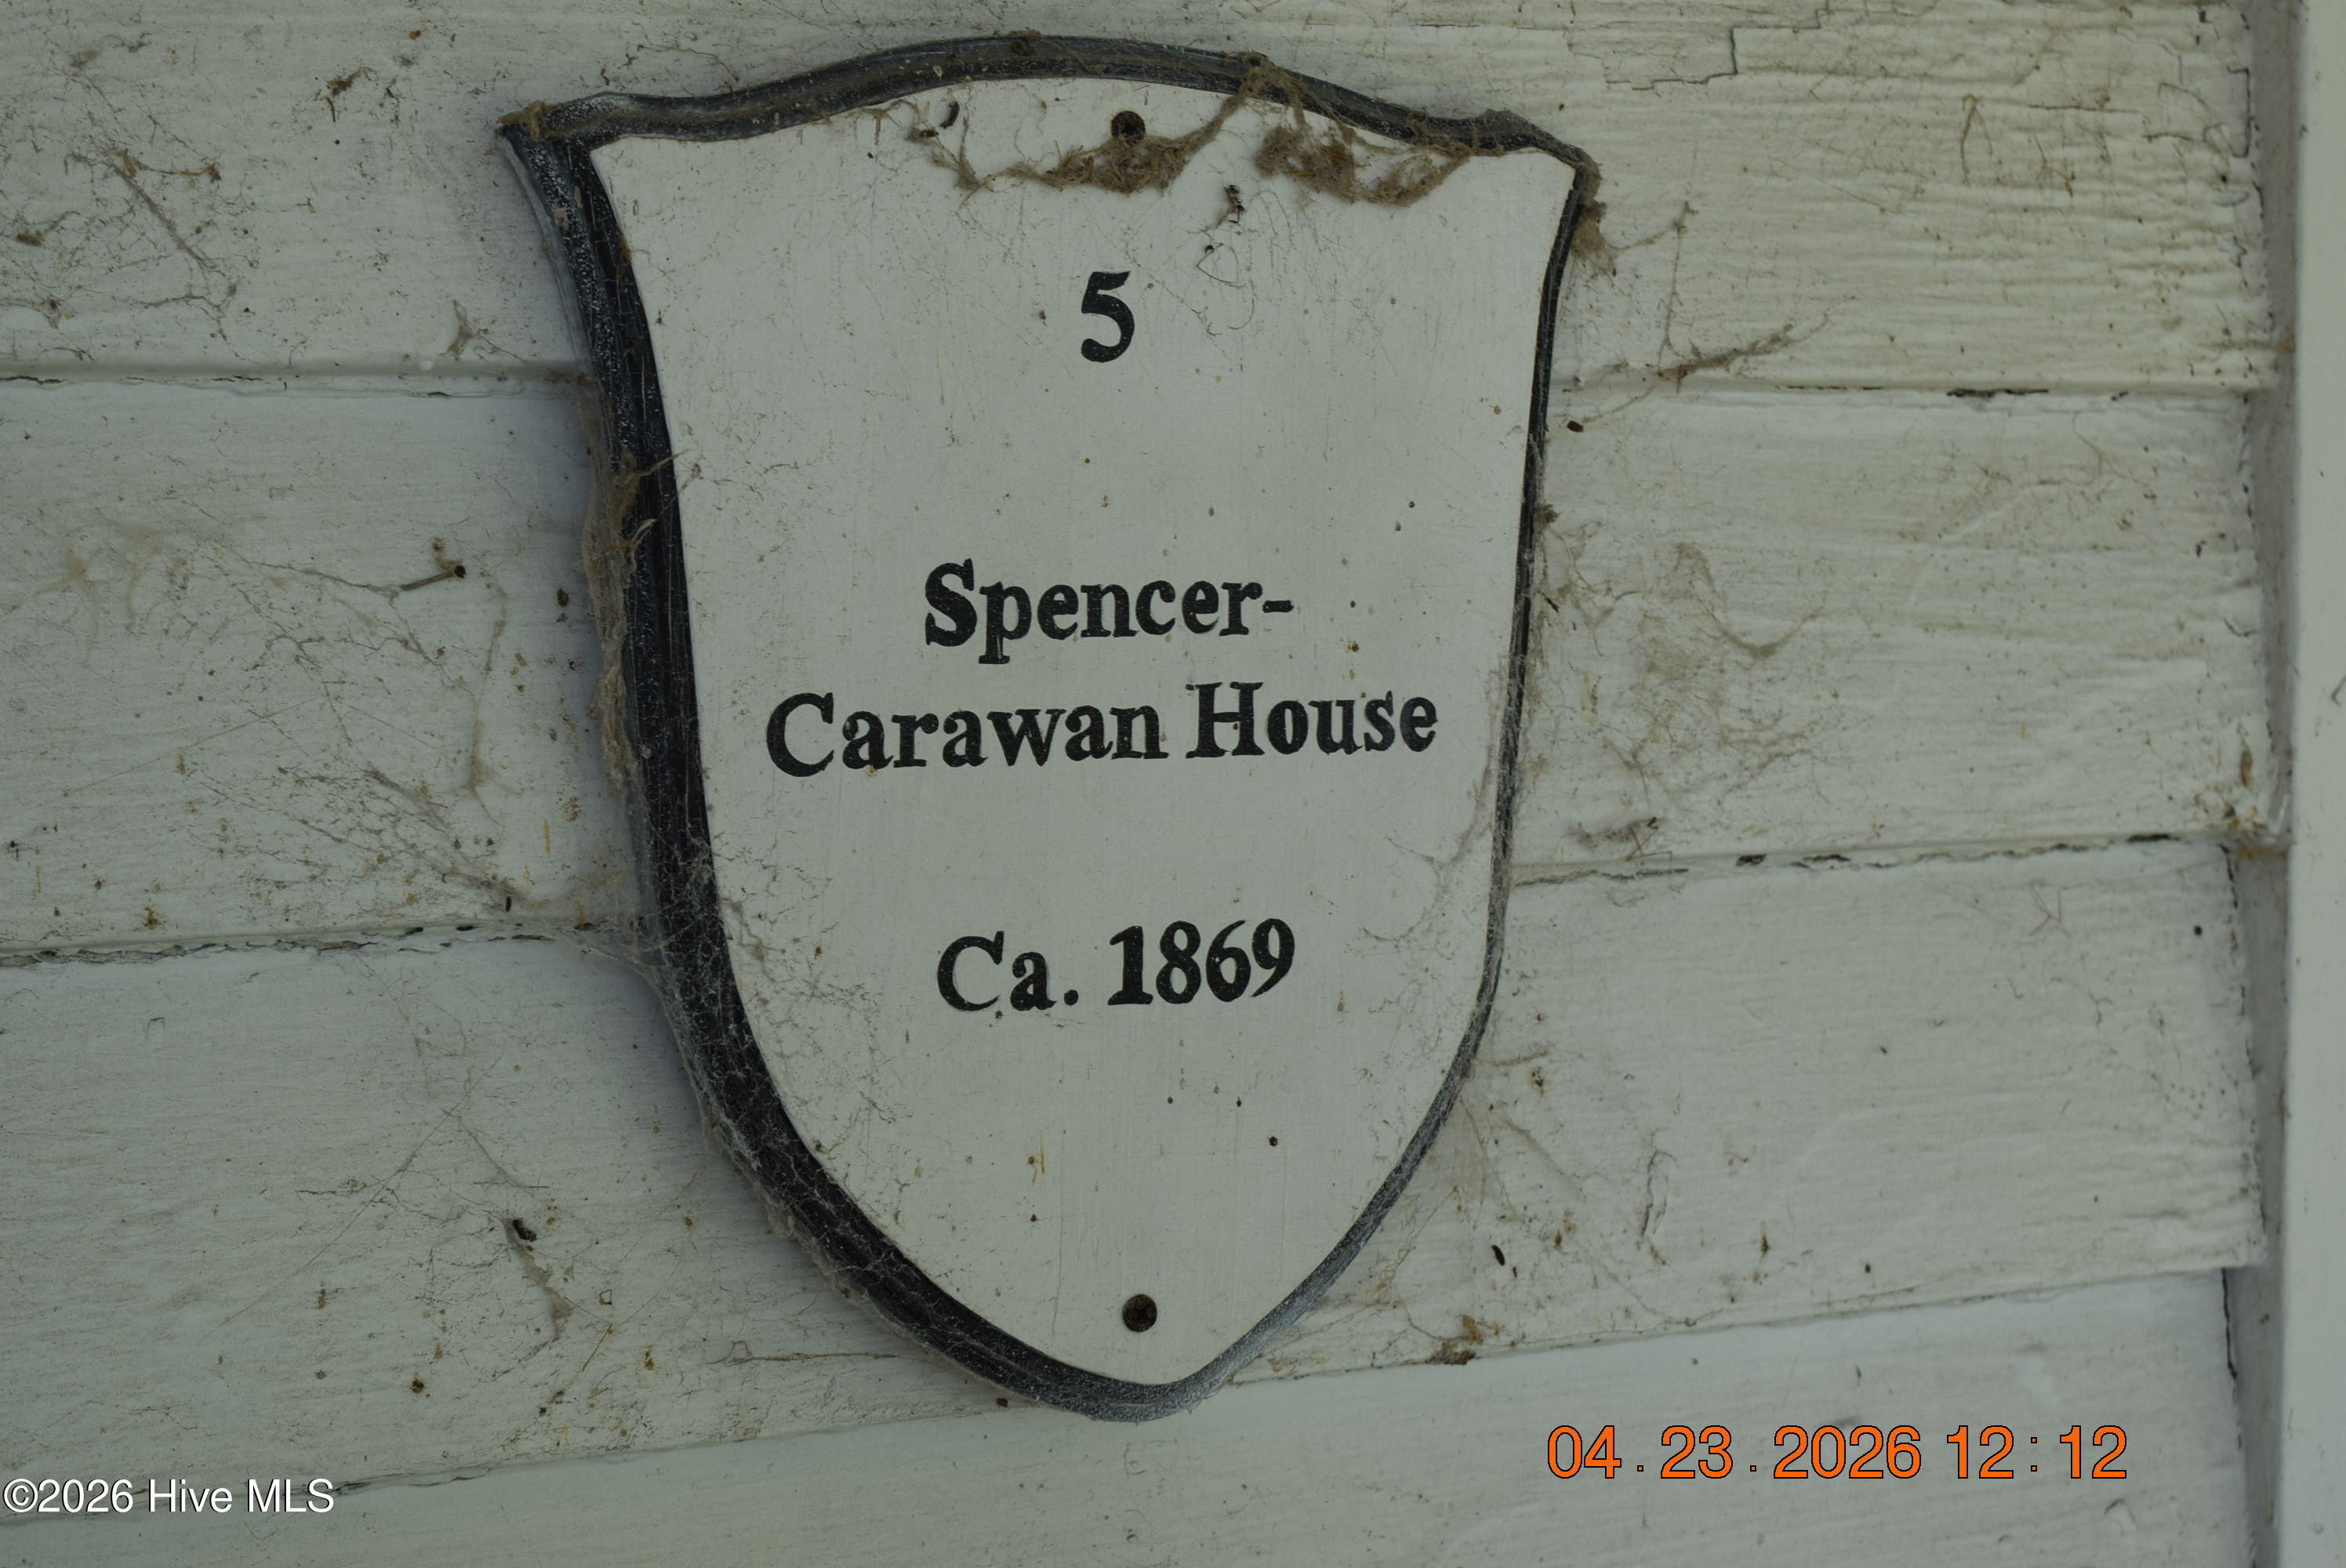 5
Spencer-
Carawan House
Ca. 1869
04.23.2026 12:12
©2026 Hive MLS